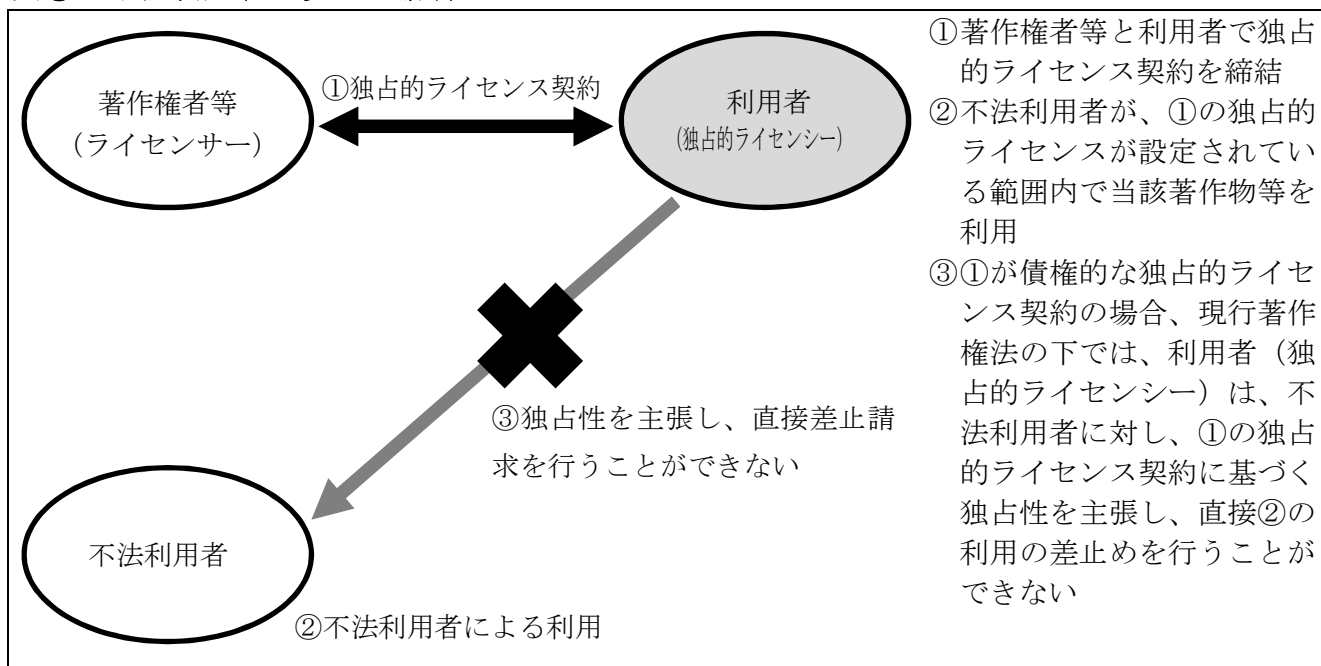 著作権者等
（ライセンサー）
①独占的ライセンス契約
利用者
（独占的ライセンシー）
③独占性を主張し、直接差止請
求を行うことができない
不法利用者
②不法利用者による利用
①著作権者等と利用者で独占
的ライセンス契約を締結
②不法利用者が、①の独占的
ライセンスが設定されてい
る範囲内で当該著作物等を
利用
③①が債権的な独占的ライセ
ンス契約の場合、現行著作
権法の下では、利用者（独
占的ライセンシー）は、不
法利用者に対し、①の独占
的ライセンス契約に基づく
独占性を主張し、直接②の
利用の差止めを行うことが
できない